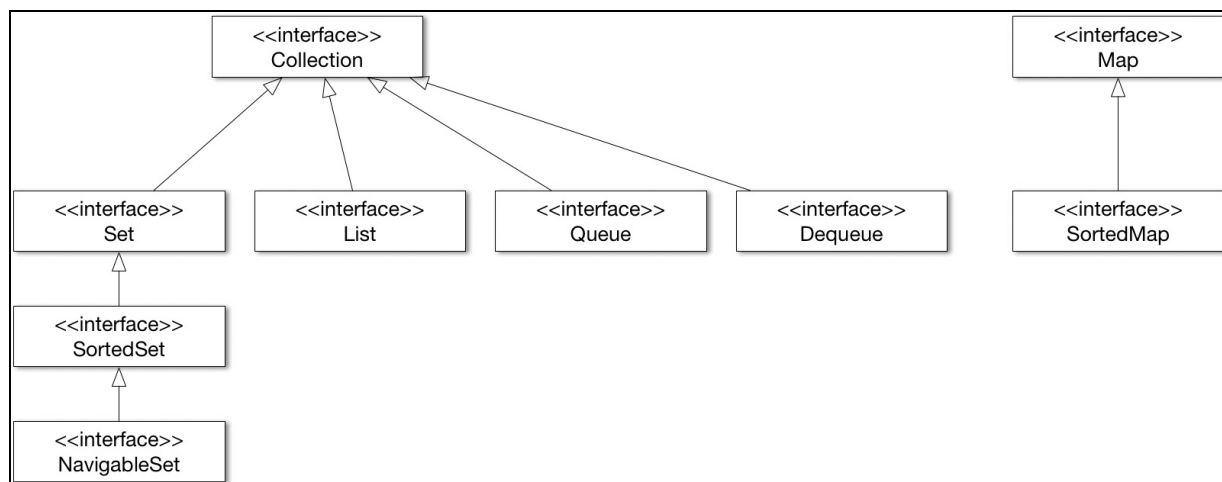 <<interface>>
Collection
<<interface>>
Map
<<interface>>
Set
<<interface>>
List
<<interface>>
Queue
<<interface>>
Dequeue
<<interface>>
SortedMap
<<interface>>
SortedSet
<<interface>>
NavigableSet